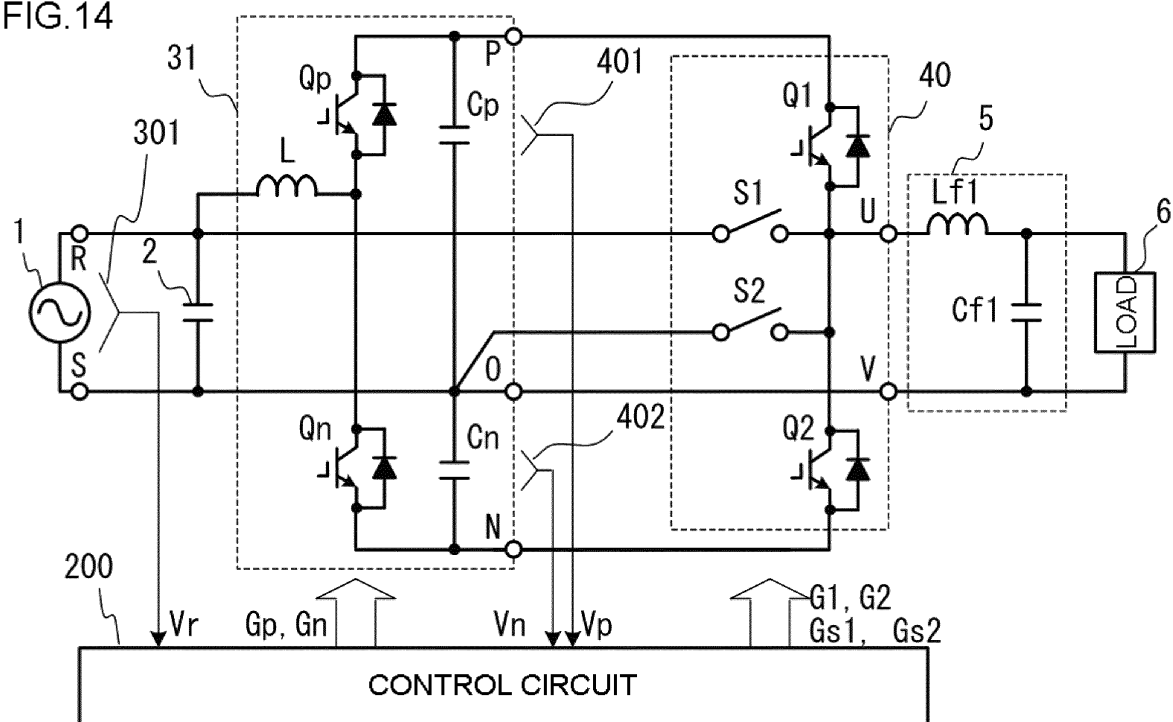 FIG.14
31
P
401
Qp
Cp
Q1
40
301
L
5
S1
U
Lf1
6
1
R
2
S2
Cf1
LOAD
S
O
V
Qn
Cn
402
Q2
N
200
Vr
Gp, Gn
Vn
Vp
G1, G2
Gs1, Gs2
CONTROL CIRCUIT